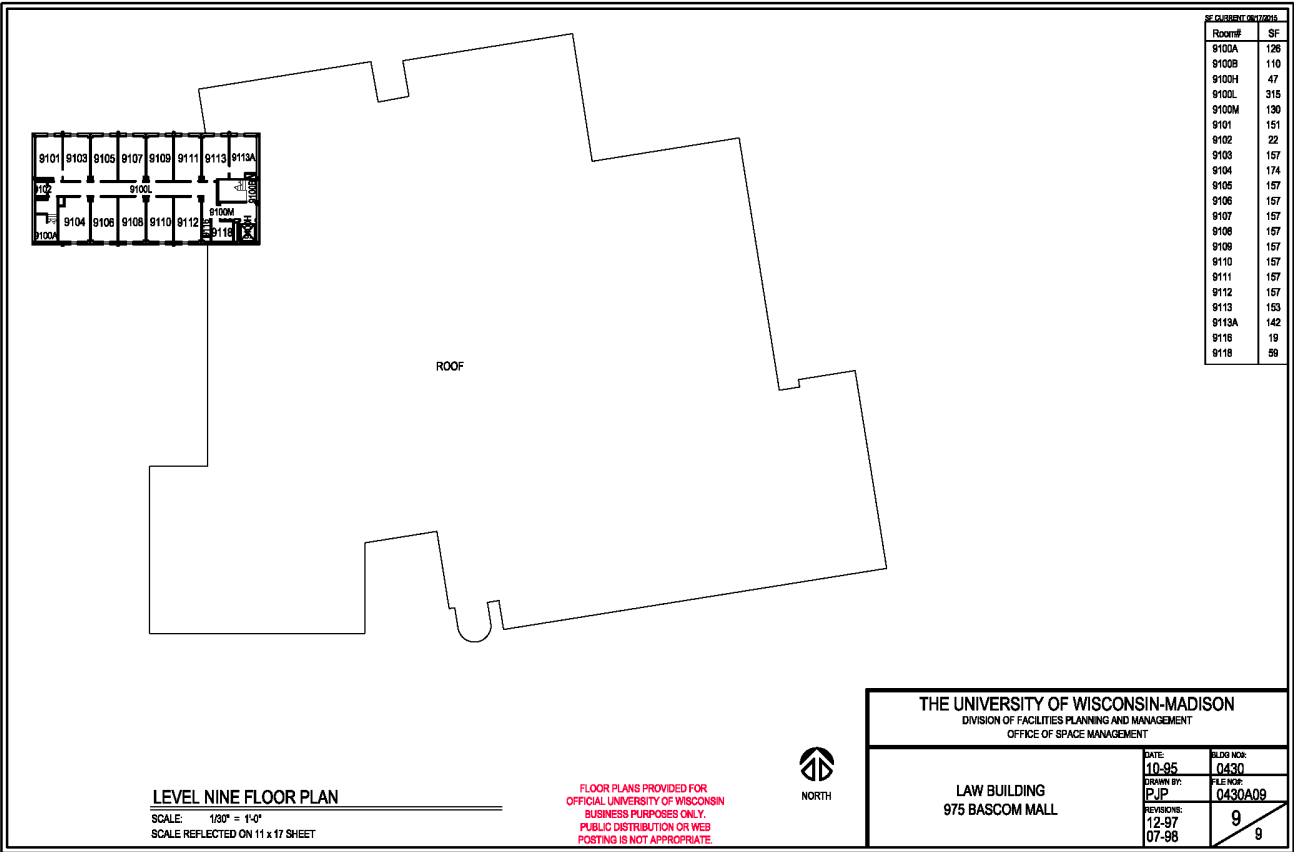 SF CURRENT 09/17/2015
Room# SF
9100A 126
9100B 110
9100H 47
9100L 315
9100M 130
9101 151
9102 22
9103 157
9104 174
9105 157
9106 157
9107 157
9108 157
9109 157
9110 157
9111 157
9112 157
9113 153
9113A 142
9116 19
9118 59
9101 9103 9105 9107 9109 9111 9113 9113A
9102 9100L 9100B
9100M
9104 9106 9108 9110 9112 9116 9118 9100H
9100A
ROOF
LEVEL NINE FLOOR PLAN
SCALE: 1/30" = 1'-0"
SCALE REFLECTED ON 11 x 17 SHEET
FLOOR PLANS PROVIDED FOR
OFFICIAL UNIVERSITY OF WISCONSIN
BUSINESS PURPOSES ONLY.
PUBLIC DISTRIBUTION OR WEB
POSTING IS NOT APPROPRIATE.
NORTH
THE UNIVERSITY OF WISCONSIN-MADISON
DIVISION OF FACILITIES PLANNING AND MANAGEMENT
OFFICE OF SPACE MANAGEMENT
LAW BUILDING
975 BASCOM MALL
DATE: 10-95
BLDG NO#: 0430
DRAWN BY: PJP
FILE NO#: 0430A09
REVISIONS:
12-97
07-98
9
9